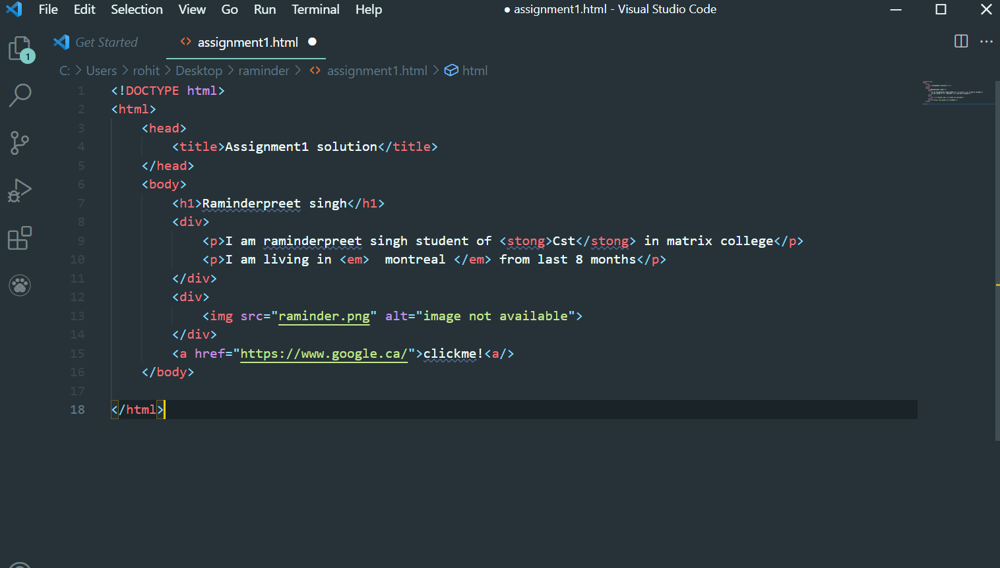 File Edit Selection View Go Run Terminal Help ● assignment1.html - Visual Studio Code
Get Started <> assignment1.html ●
C: > Users > rohit > Desktop > raminder > <> assignment1.html > html
1
1 <!DOCTYPE html>
2 <html>
3     <head>
4         <title>Assignment1 solution</title>
5     </head>
6     <body>
7         <h1>Raminderpreet singh</h1>
8         <div>
9             <p>I am raminderpreet singh student of <stong>Cst</stong> in matrix college</p>
10             <p>I am living in <em>  montreal </em> from last 8 months</p>
11         </div>
12         <div>
13             <img src="raminder.png" alt="image not available">
14         </div>
15         <a href="https://www.google.ca/">clickme!<a/>
16     </body>
17
18 </html>